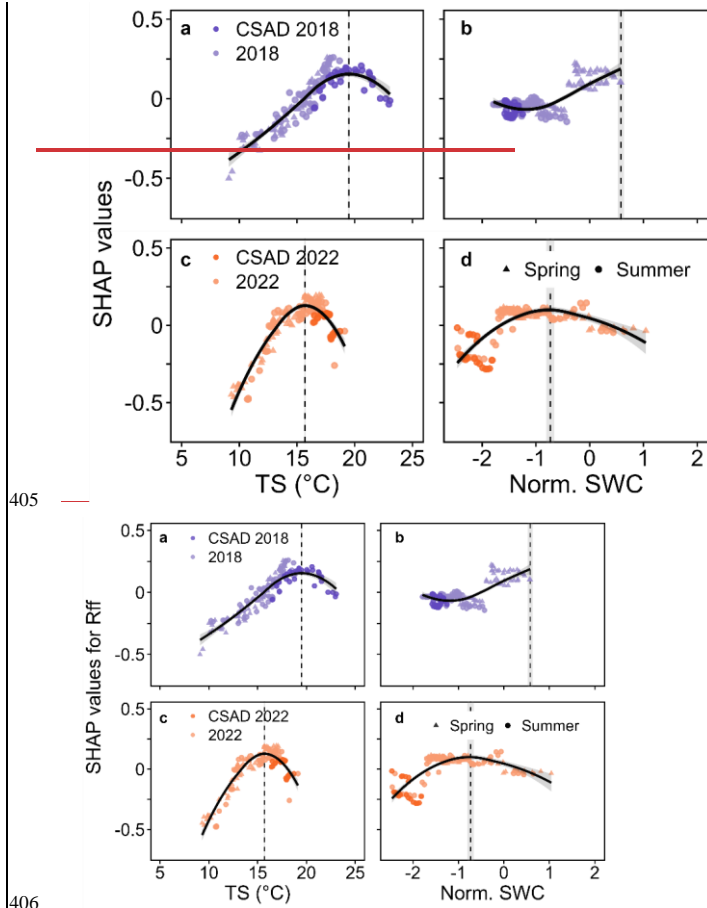 a CSAD 2018 b
2018
0.5
0
-0.5
SHAP values
c CSAD 2022 d Spring Summer
2022
0.5
0
-0.5
5 10 15 20 25 -2 -1 0 1 2
TS (°C) Norm. SWC
405
a CSAD 2018 b
2018
0.5
0
-0.5
SHAP values for Rff
c CSAD 2022 d Spring Summer
2022
0.5
0
-0.5
5 10 15 20 25 -2 -1 0 1 2
TS (°C) Norm. SWC
406